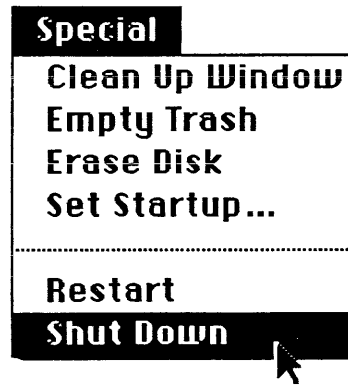 Special
Clean Up Window
Empty Trash
Erase Disk
Set Startup...
Restart
Shut Down